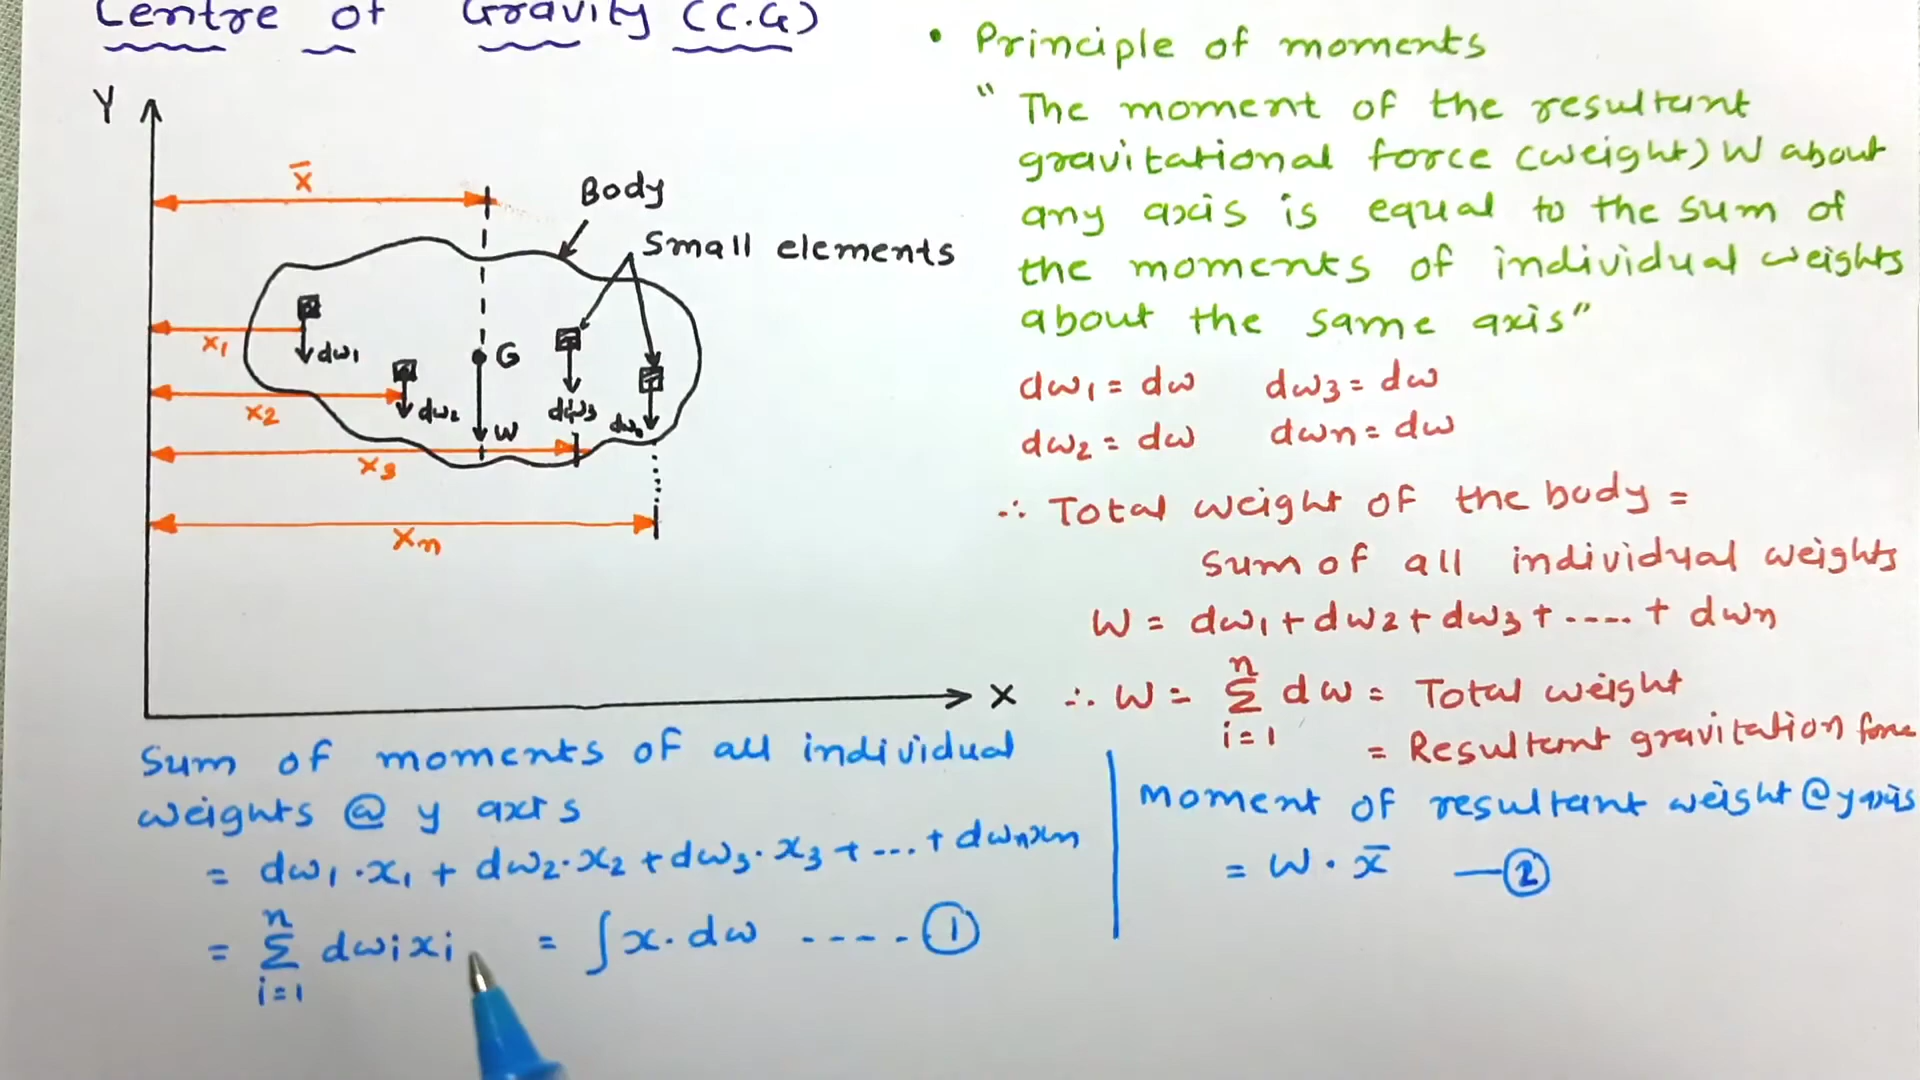 Centre of Gravity (C.G)
Y
x̄
Body
Small elements
x₁
dw₁
G
x₂
dw₂
dw₃
dwₙ
W
x₃
xₙ
X
• Principle of moments
" The moment of the resultant
gravitational force (weight) W about
any axis is equal to the sum of
the moments of individual weights
about the same axis"
dw₁ = dw dw₃ = dw
dw₂ = dw dwn = dw
∴ Total weight of the body =
Sum of all individual weights
W = dw₁ + dw₂ + dw₃ + ..... + dwn
∴ W = Σ (i=1 to n) dw = Total weight
= Resultant gravitation force
Sum of moments of all individual
weights @ y axis
= dw₁·x₁ + dw₂·x₂ + dw₃·x₃ + ... + dwₙxₙ
= Σ (i=1 to n) dwixi = ∫x·dw ----①
Moment of resultant weight @ y axis
= W·x̄ —②